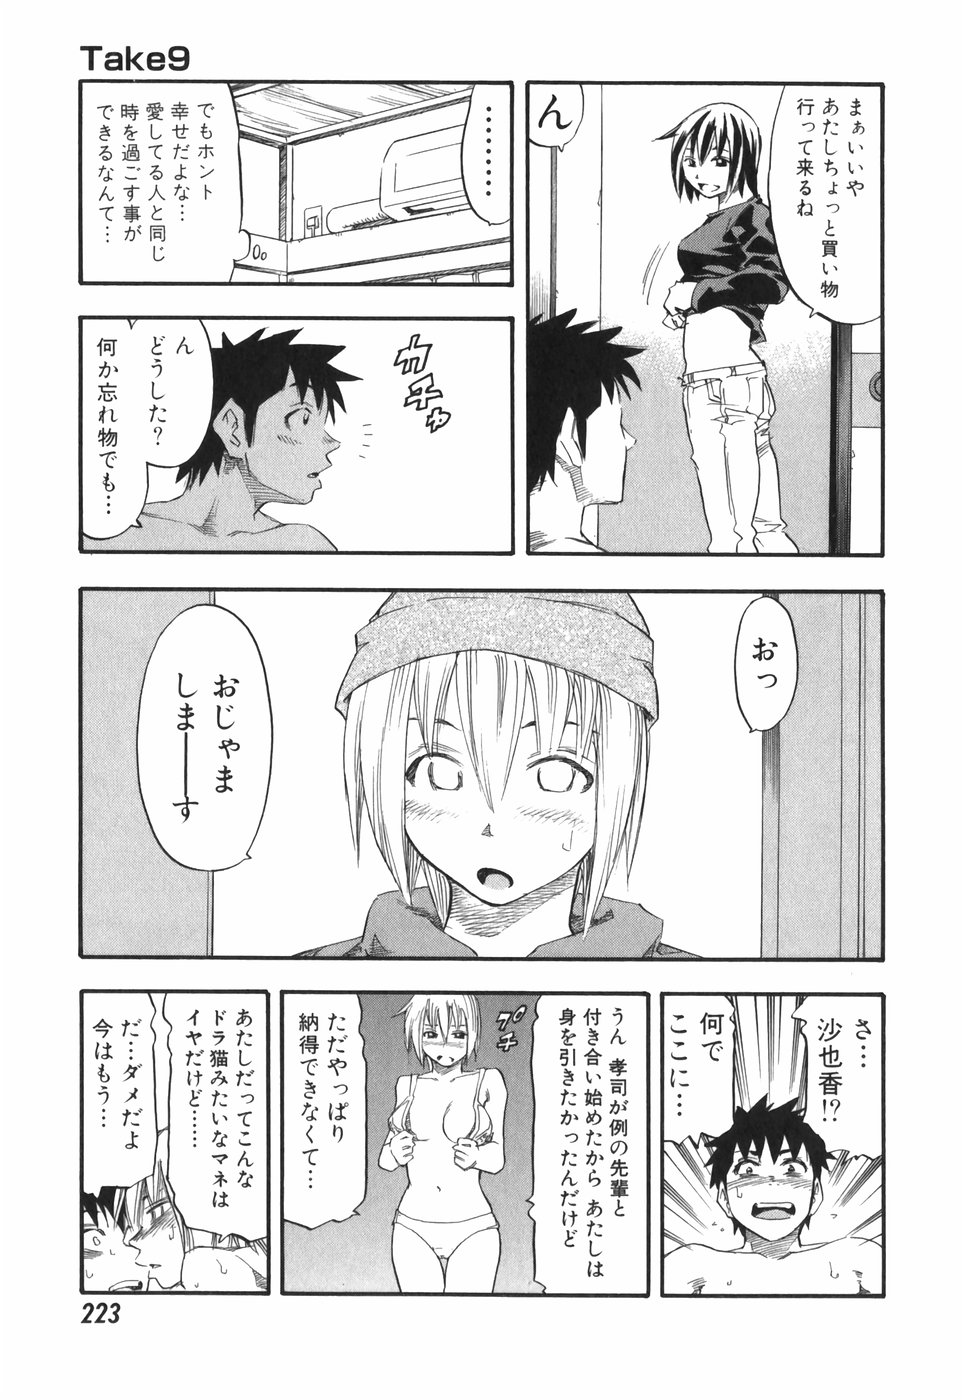 Take9
まぁいいや
あたしちょっと買い物
行って来るね
ん
………
でもホント
幸せだよな…
愛してる人と同じ
時を過ごす事が
できるなんて…
カチャ
ん
どうした？
何か忘れ物でも…
おっ
おじゃま
しまーーす
さ…
沙也香!?
何で
ここに…
うん 孝司が例の先輩と
付き合い始めたから あたしは
身を引きたかったんだけど
プチ
ただやっぱり
納得できなくて…
あたしだってこんな
ドラ猫みたいなマネは
イヤだけど……
だ…ダメだよ
今はもう…
223